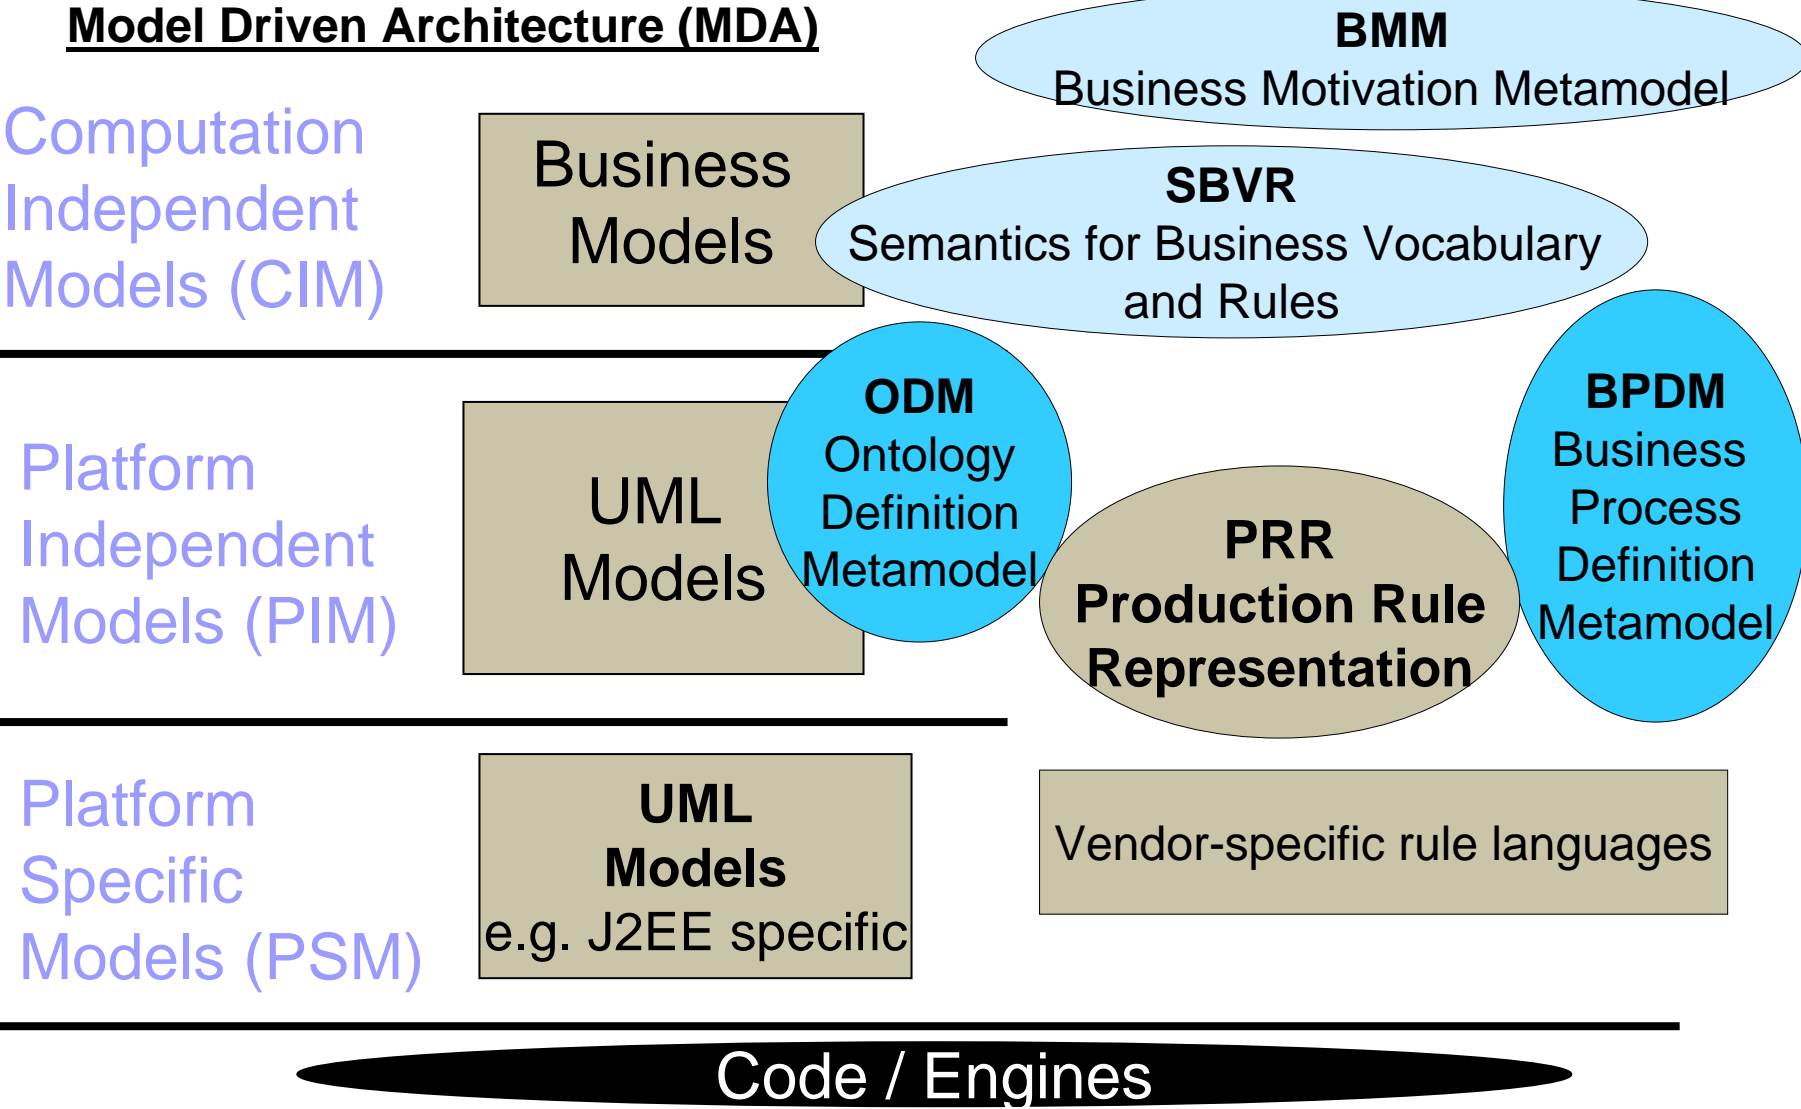 Model Driven Architecture (MDA)
BMM
Business Motivation Metamodel
Computation
Independent
Models (CIM)
Business
Models
SBVR
Semantics for Business Vocabulary
and Rules
Platform
Independent
Models (PIM)
UML
Models
ODM
Ontology
Definition
Metamodel
PRR
Production Rule
Representation
BPDM
Business
Process
Definition
Metamodel
Platform
Specific
Models (PSM)
UML
Models
e.g. J2EE specific
Vendor-specific rule languages
Code / Engines